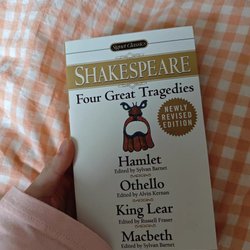 Signet Classics
SHAKESPEARE
Four Great Tragedies
NEWLY
REVISED
EDITION
Hamlet
Edited by Sylvan Barnet
Othello
Edited by Alvin Kernan
King Lear
Edited by Russell Fraser
Macbeth
Edited by Sylvan Barnet